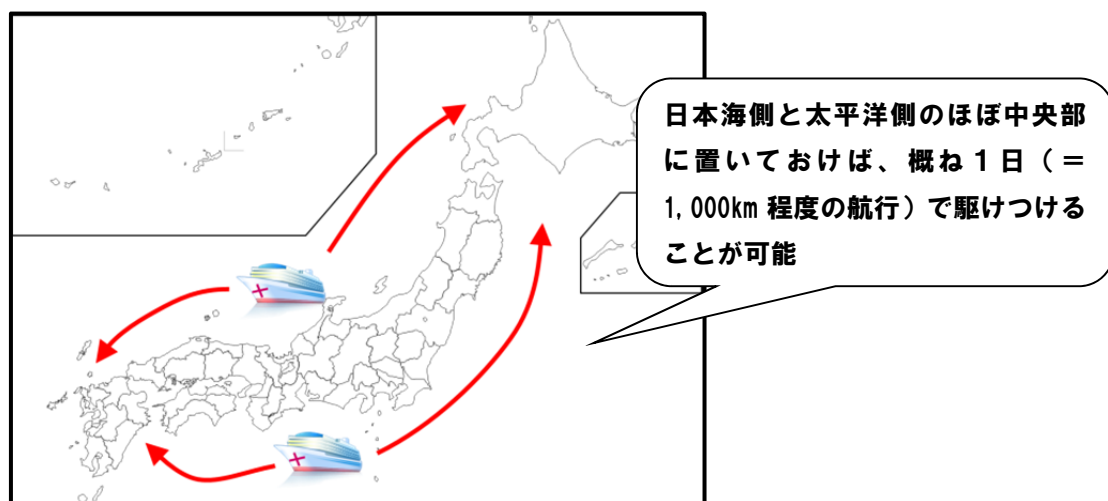 日本海側と太平洋側のほぼ中央部
に置いておけば、概ね1日（＝
1,000km 程度の航行）で駆けつける
ことが可能